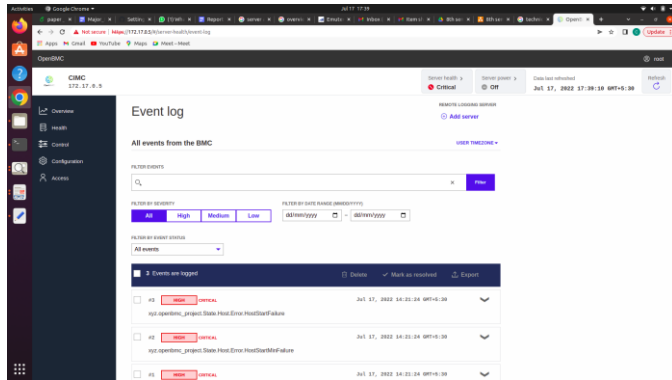 Activities Google Chrome Jul 17 17:39
Not secure https://172.17.0.5/#/server-health/event-log Update
Apps Gmail YouTube Maps Meet - Meet
OpenBMC root
CIMC
172.17.0.5
Server health Server power Data last refreshed Refresh
Critical Off Jul 17, 2022 17:39:10 GMT+5:30
Overview
Health
Control
Configuration
Access
Event log
REMOTE LOGGING SERVER
Add server
All events from the BMC USER TIMEZONE
FILTER EVENTS
Filter
FILTER BY SEVERITY FILTER BY DATE RANGE (MM/DD/YYYY)
All High Medium Low dd/mm/yyyy - dd/mm/yyyy
FILTER BY EVENT STATUS
All events
3 Events are logged Delete Mark as resolved Export
#3 HIGH CRITICAL Jul 17, 2022 14:21:24 GMT+5:30
xyz.openbmc_project.State.Host.Error.HostStartFailure
#2 HIGH CRITICAL Jul 17, 2022 14:21:24 GMT+5:30
xyz.openbmc_project.State.Host.Error.HostStartMinFailure
#1 HIGH CRITICAL Jul 17, 2022 14:21:24 GMT+5:30